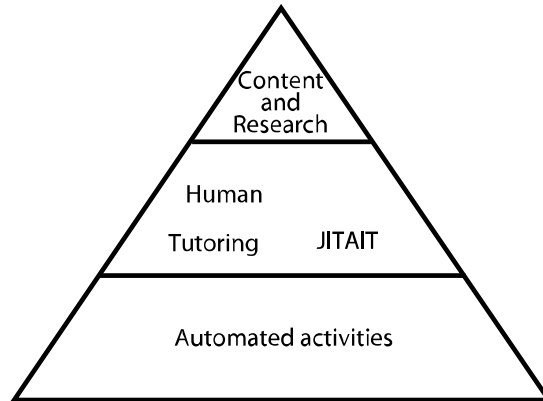 Content
and
Research
Human
Tutoring JITAIT
Automated activities